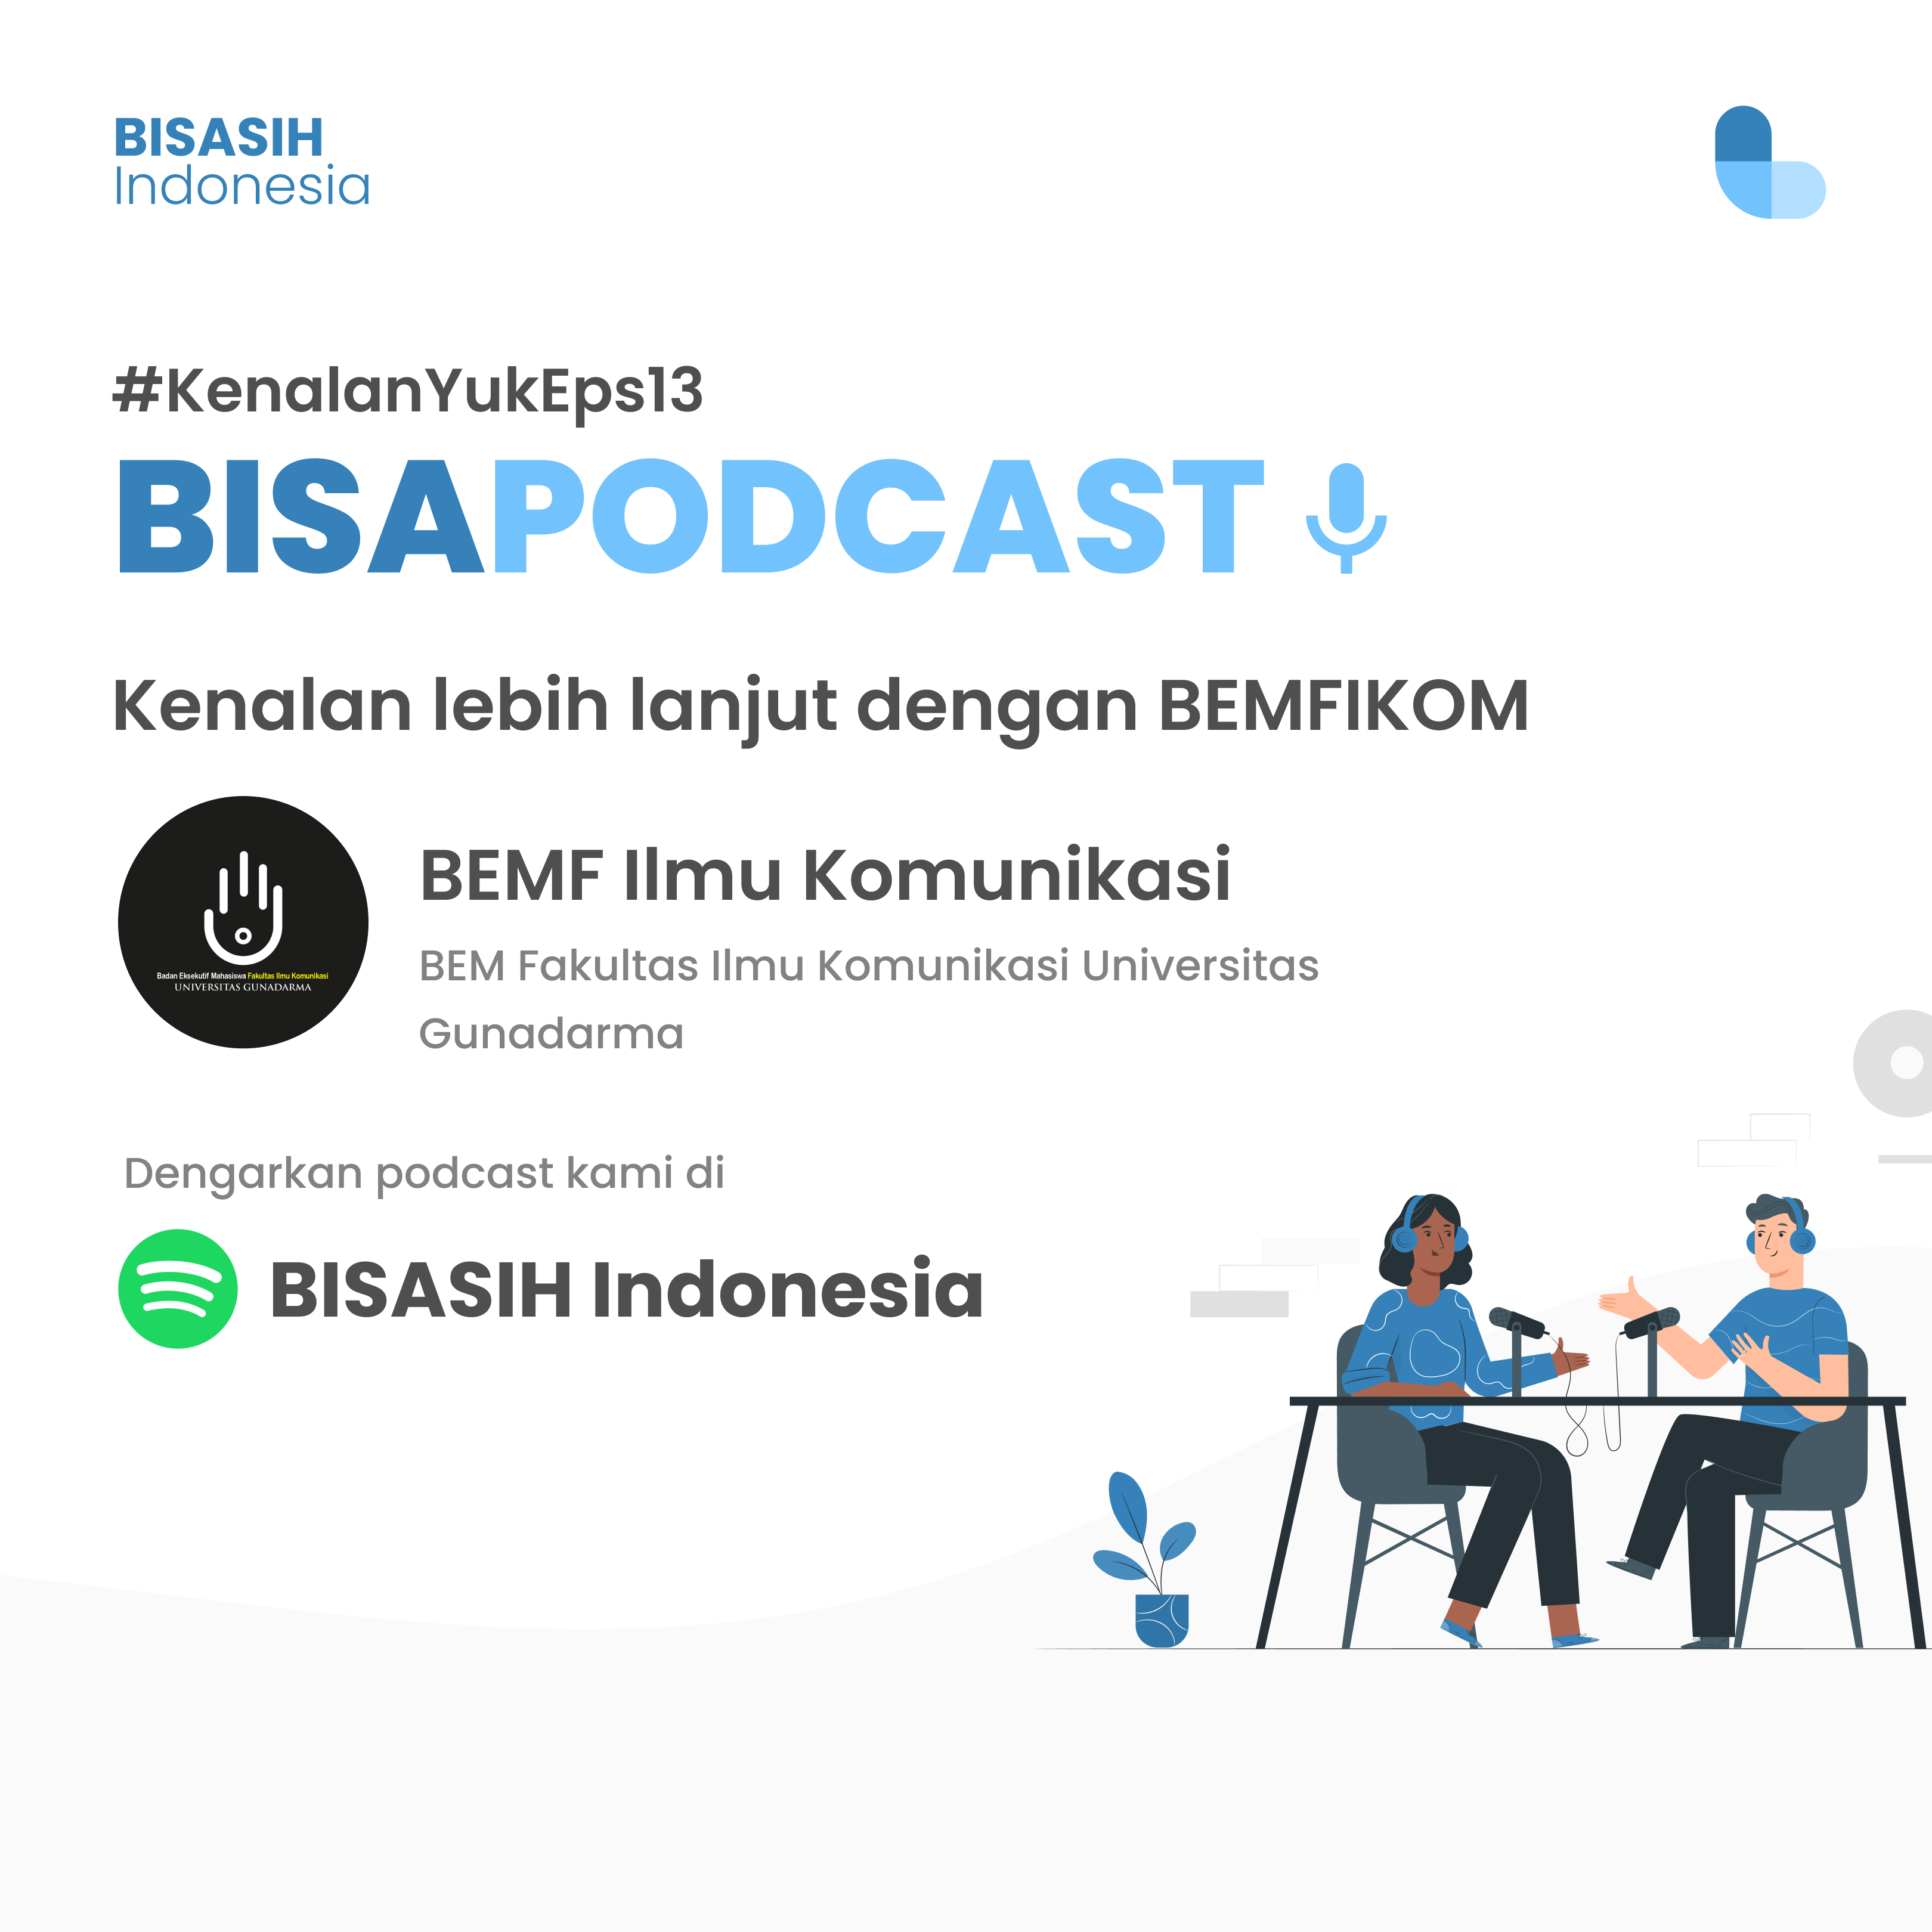 BISASIH
Indonesia
#KenalanYukEps13
BISAPODCAST
Kenalan lebih lanjut dengan BEMFIKOM
Badan Eksekutif Mahasiswa Fakultas Ilmu Komunikasi
UNIVERSITAS GUNADARMA
BEMF Ilmu Komunikasi
BEM Fakultas Ilmu Komunikasi Universitas
Gunadarma
Dengarkan podcast kami di
BISASIH Indonesia